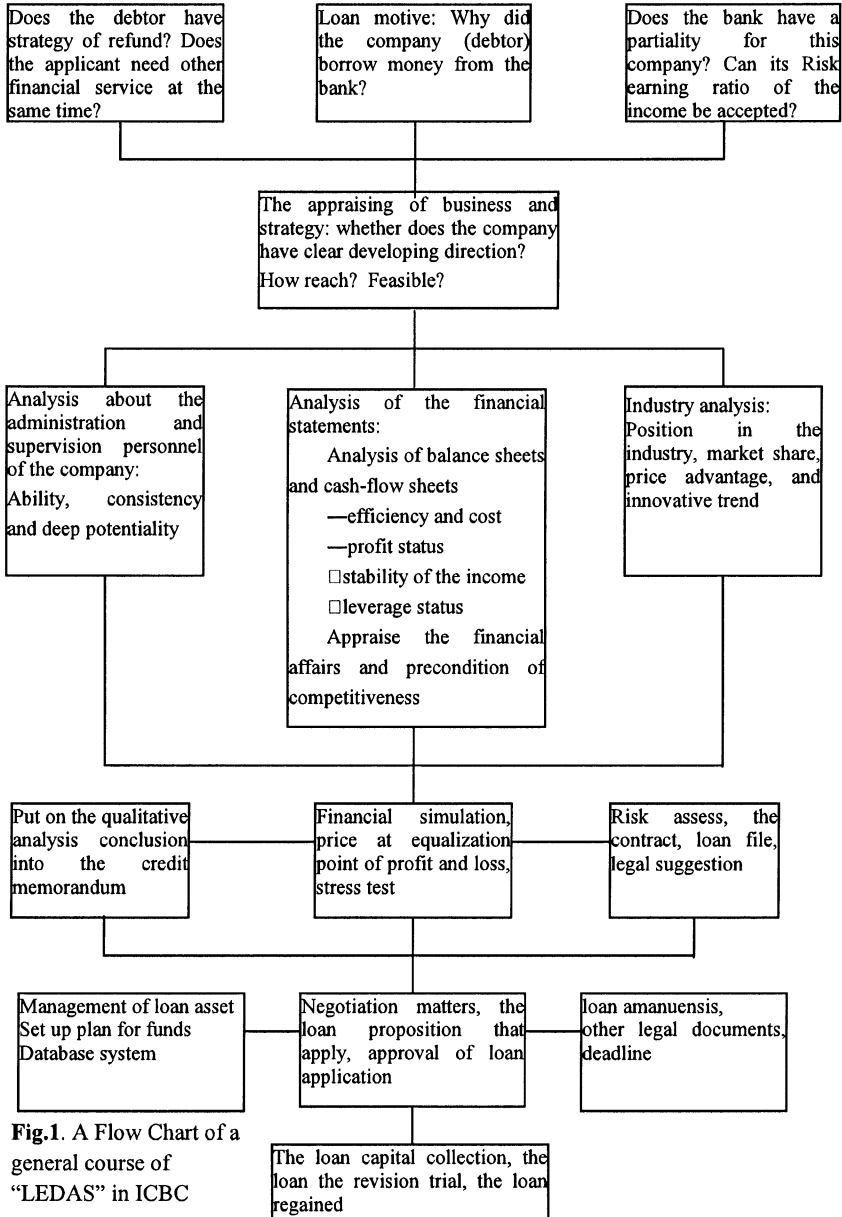 Does the debtor have
strategy of refund? Does
the applicant need other
financial service at the
same time?
Loan motive: Why did
the company (debtor)
borrow money from the
bank?
Does the bank have a
partiality for this
company? Can its Risk
earning ratio of the
income be accepted?
The appraising of business and
strategy: whether does the company
have clear developing direction?
How reach? Feasible?
Analysis about the
administration and
supervision personnel
of the company:
Ability, consistency
and deep potentiality
Analysis of the financial
statements:
Analysis of balance sheets
and cash-flow sheets
—efficiency and cost
—profit status
□stability of the income
□leverage status
Appraise the financial
affairs and precondition of
competitiveness
Industry analysis:
Position in the
industry, market share,
price advantage, and
innovative trend
Put on the qualitative
analysis conclusion
into the credit
memorandum
Financial simulation,
price at equalization
point of profit and loss,
stress test
Risk assess, the
contract, loan file,
legal suggestion
Management of loan asset
Set up plan for funds
Database system
Negotiation matters, the
loan proposition that
apply, approval of loan
application
loan amanuensis,
other legal documents,
deadline
Fig.1. A Flow Chart of a
general course of
“LEDAS” in ICBC
The loan capital collection, the
loan the revision trial, the loan
regained